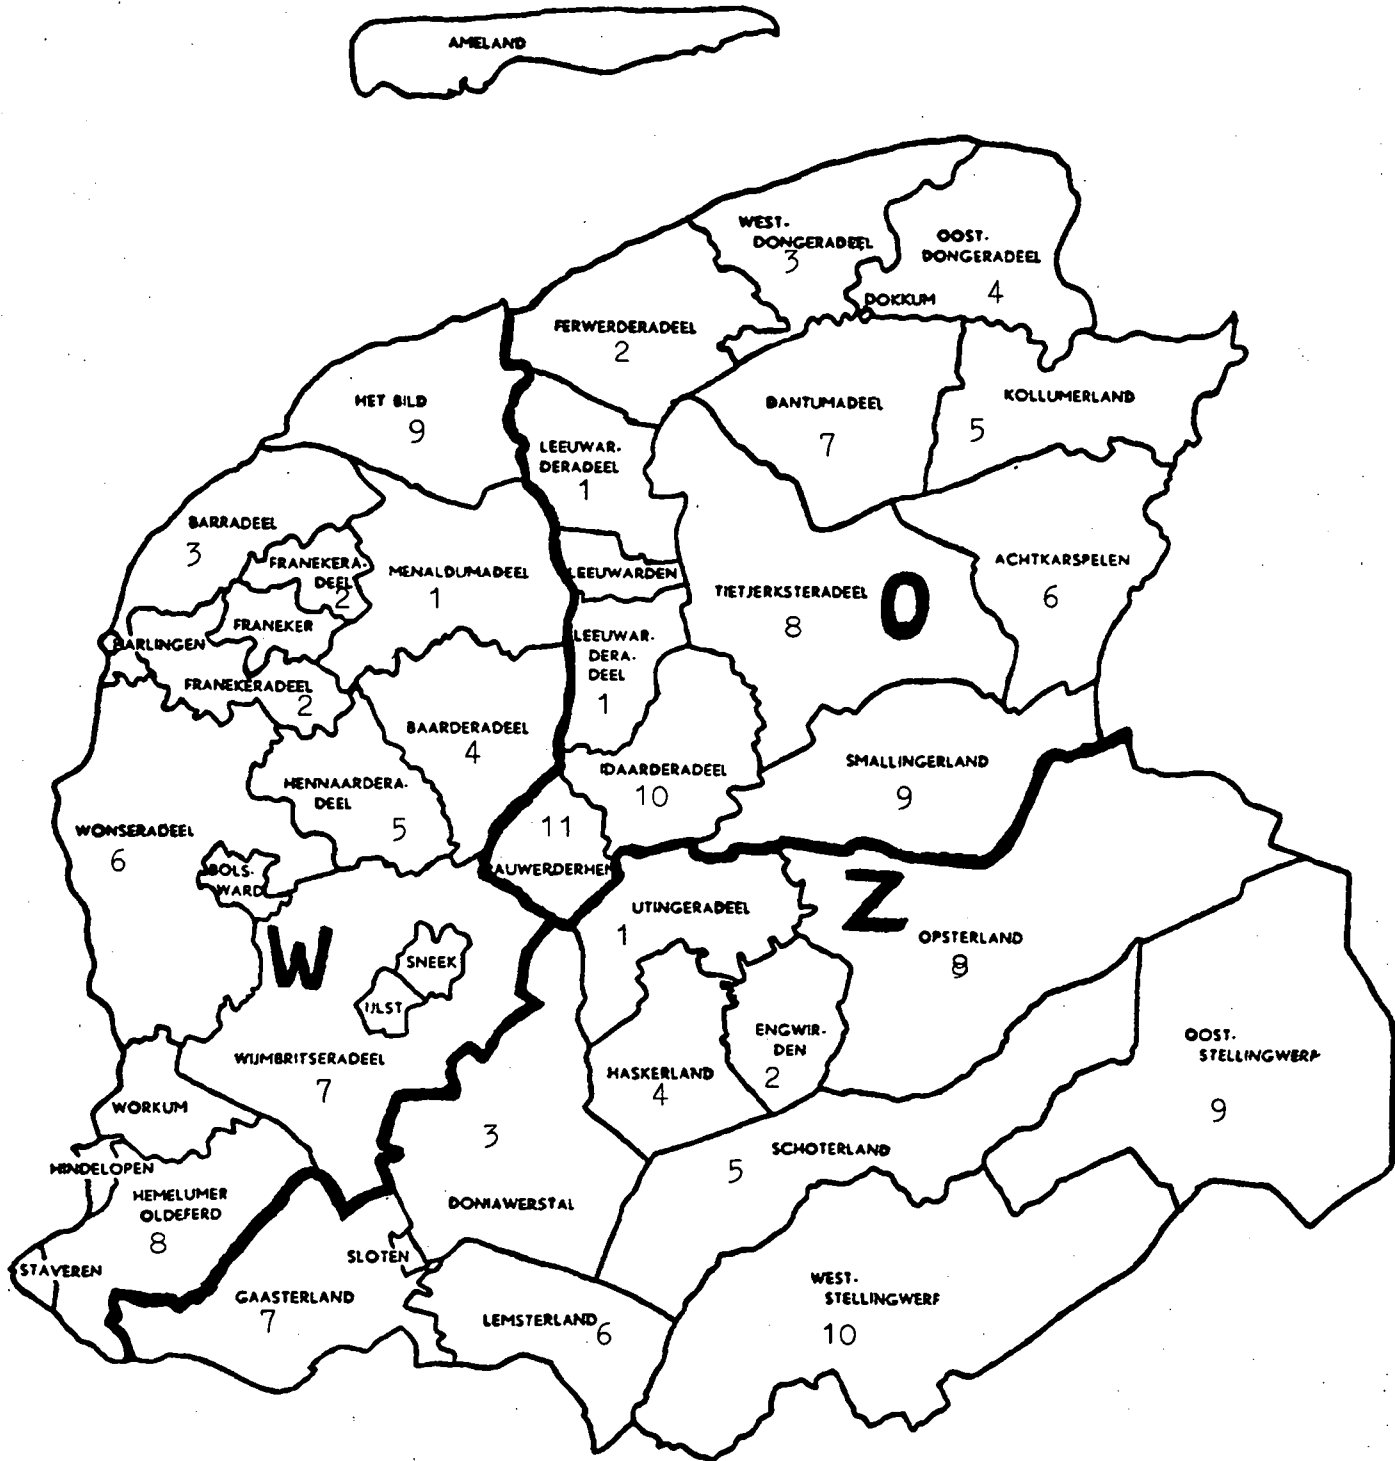 AMELAND
WEST-
DONGERADEEL
3
OOST-
DONGERADEEL
4
DOKKUM
FERWERDERADEEL
2
HET BILD
9
DANTUMADEEL
7
KOLLUMERLAND
5
LEEUWAR-
DERADEEL
1
BARRADEEL
3
FRANEKERA-
DEEL
2
MENALDUMADEEL
1
LEEUWARDEN
TIETJERKSTERADEEL
8
O
ACHTKARSPELEN
6
FRANEKER
HARLINGEN
LEEUWAR-
DERA-
DEEL
1
FRANEKERADEEL
2
BAARDERADEEL
4
IDAARDERADEEL
10
SMALLINGERLAND
9
HENNAARDERA-
DEEL
5
WONSERADEEL
6
11
RAUWERDERHEM
BOLS-
WARD
W
UTINGERADEEL
1
Z
OPSTERLAND
8
SNEEK
IJLST
WIJMBRITSERADEEL
7
ENGWIR-
DEN
2
HASKERLAND
4
OOST-
STELLINGWERF
9
WORKUM
3
DONIAWERSTAL
SCHOTERLAND
5
HINDELOPEN
HEMELUMER
OLDEFERD
8
STAVEREN
SLOTEN
GAASTERLAND
7
LEMSTERLAND
6
WEST-
STELLINGWERF
10